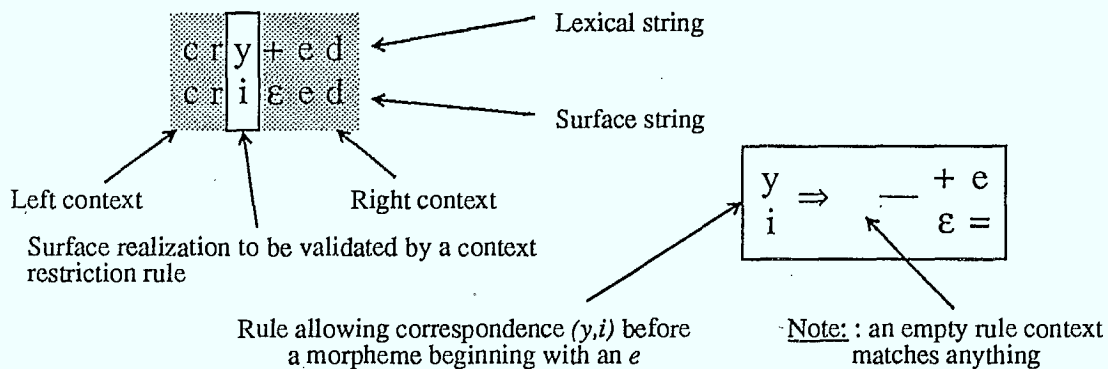 c r y + e d
Lexical string
c r i ε e d
Surface string
Left context
Right context
Surface realization to be validated by a context
restriction rule
y ⇒ — + e
i ε =
Rule allowing correspondence (y,i) before
a morpheme beginning with an e
Note: : an empty rule context
matches anything